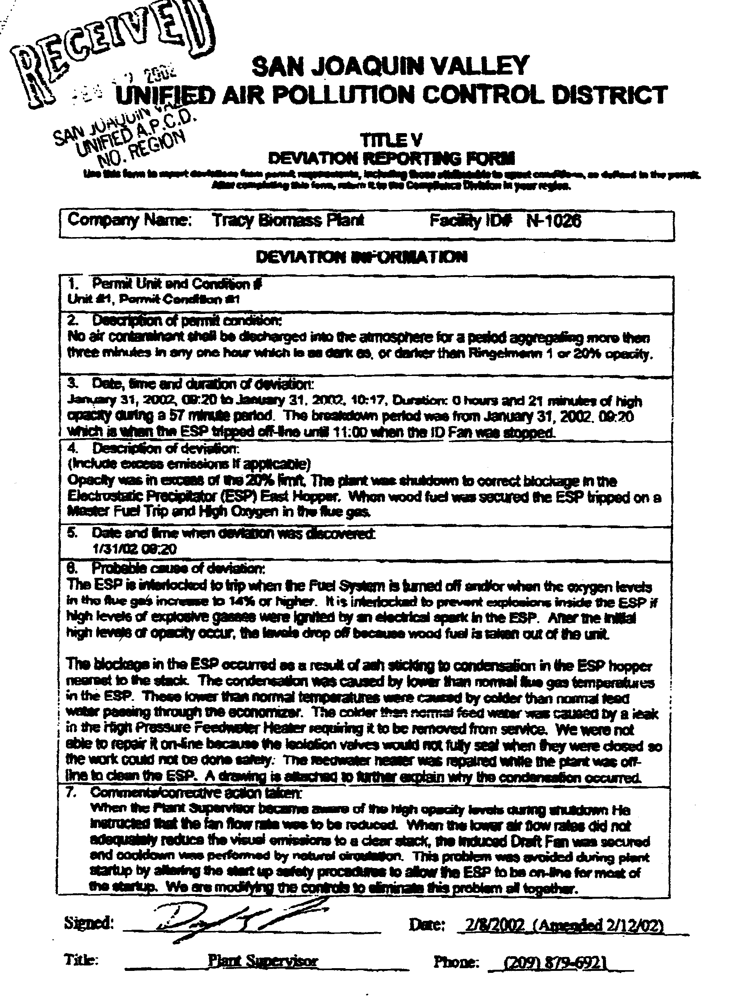 RECEIVED
2002
SAN JOAQUIN VALLEY
UNIFIED AIR POLLUTION CONTROL DISTRICT
SAN JOAQUIN
UNIFIED A.P.C.D.
NO. REGION
TITLE V
DEVIATION REPORTING FORM
Use this form to report deviations from permit requirements, including those attributable to upset conditions, as defined in the permit.
After completing this form, return it to the Compliance Division in your region.
Company Name: Tracy Biomass Plant Facility ID# N-1026
DEVIATION INFORMATION
1. Permit Unit and Condition #
Unit #1, Permit Condition #1
2. Description of permit condition:
No air contaminant shall be discharged into the atmosphere for a period aggregating more then
three minutes in any one hour which is as dark as, or darker than Ringelmann 1 or 20% opacity.
3. Date, time and duration of deviation:
January 31, 2002, 09:20 to January 31, 2002, 10:17, Duration: 0 hours and 21 minutes of high
opacity during a 57 minute period. The breakdown period was from January 31, 2002, 09:20
which is when the ESP tripped off-line until 11:00 when the ID Fan was stopped.
4. Description of deviation:
(Include excess emissions if applicable)
Opacity was in excess of the 20% limit. The plant was shutdown to correct blockage in the
Electrostatic Precipitator (ESP) East Hopper. When wood fuel was secured the ESP tripped on a
Master Fuel Trip and High Oxygen in the flue gas.
5. Date and time when deviation was discovered:
1/31/02 09:20
6. Probable cause of deviation:
The ESP is interlocked to trip when the Fuel System is turned off and/or when the oxygen levels
in the flue gas increase to 14% or higher. It is interlocked to prevent explosions inside the ESP if
high levels of explosive gasses were ignited by an electrical spark in the ESP. After the initial
high levels of opacity occur, the levels drop off because wood fuel is taken out of the unit.
The blockage in the ESP occurred as a result of ash sticking to condensation in the ESP hopper
nearest to the stack. The condensation was caused by lower than normal flue gas temperatures
in the ESP. These lower than normal temperatures were caused by colder than normal feed
water passing through the economizer. The colder than normal feed water was caused by a leak
in the High Pressure Feedwater Heater requiring it to be removed from service. We were not
able to repair it on-line because the isolation valves would not fully seal when they were closed so
the work could not be done safely. The feedwater heater was repaired while the plant was off-
line to clean the ESP. A drawing is attached to further explain why the condensation occurred.
7. Comments/corrective action taken:
When the Plant Supervisor became aware of the high opacity levels during shutdown He
instructed that the fan flow rate was to be reduced. When the lower air flow rates did not
adequately reduce the visual emissions to a clear stack, the Induced Draft Fan was secured
and cooldown was performed by natural circulation. This problem was avoided during plant
startup by altering the start up safety procedures to allow the ESP to be on-line for most of
the startup. We are modifying the controls to eliminate this problem all together.
Signed: Date: 2/8/2002 (Amended 2/12/02)
Title: Plant Supervisor Phone: (209) 879-6921